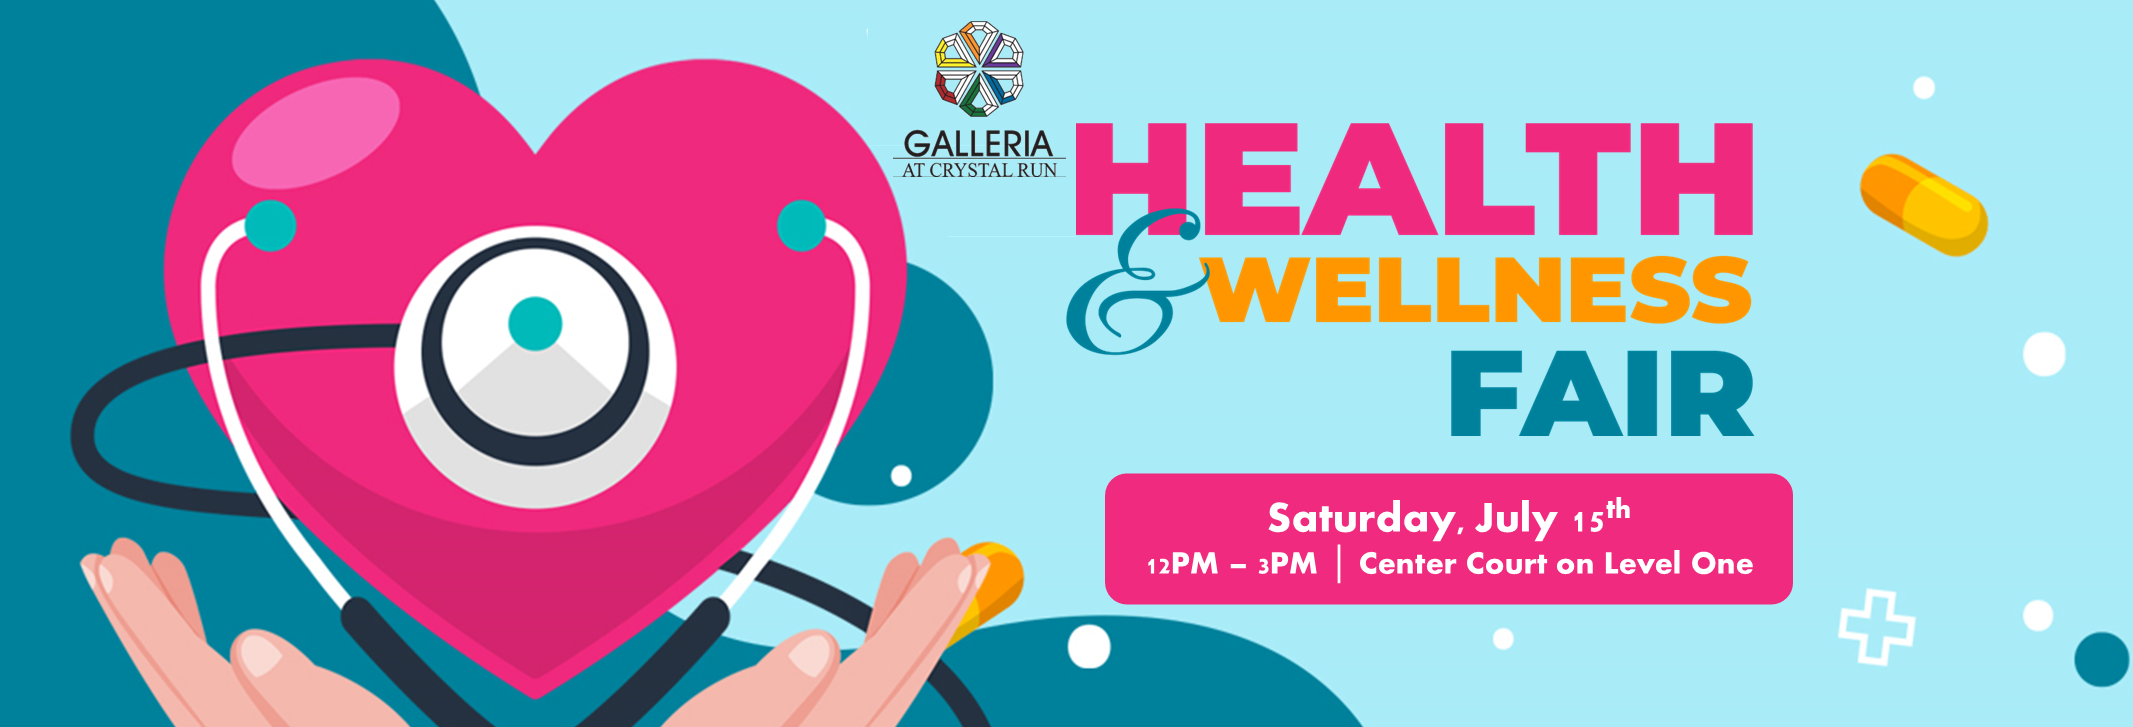 GALLERIA
AT CRYSTAL RUN
HEALTH
& WELLNESS
FAIR
Saturday, July 15th
12PM – 3PM | Center Court on Level One